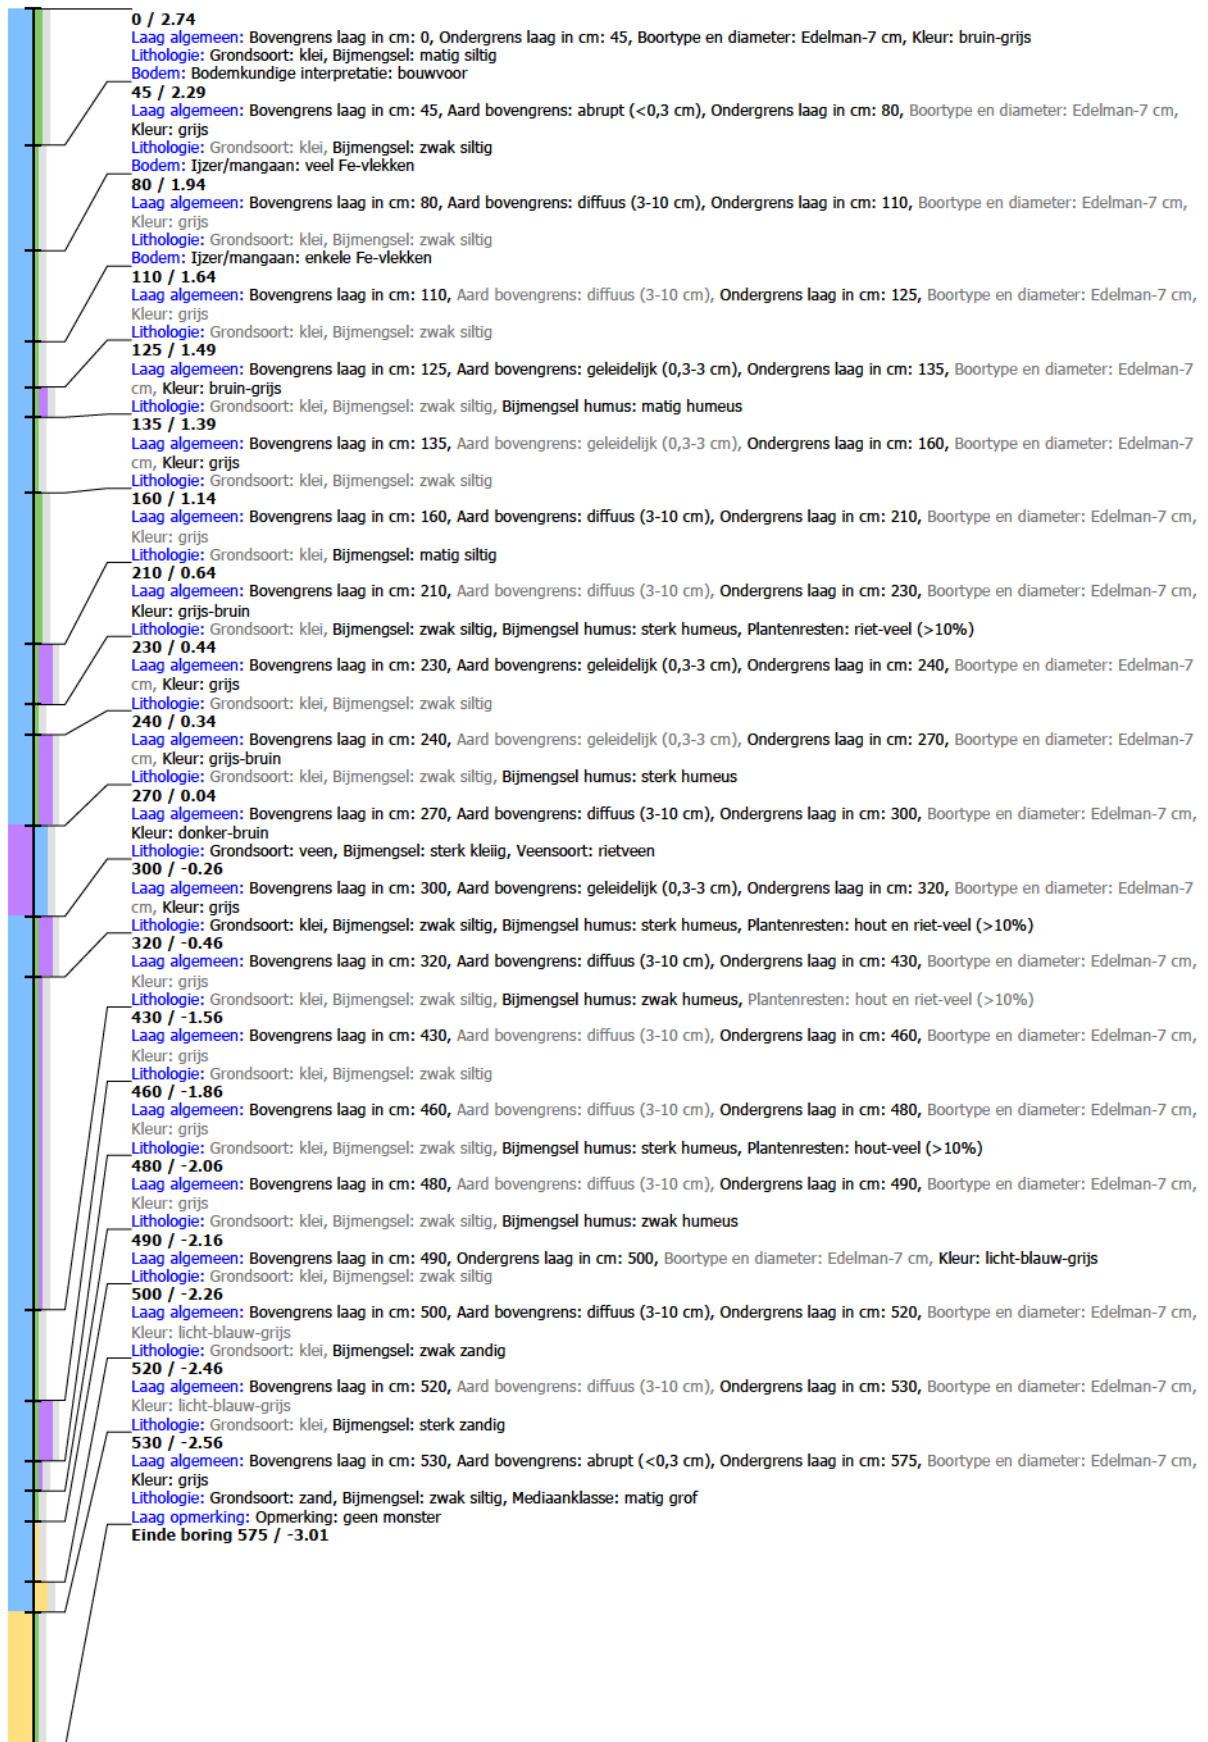 0 / 2.74
Laag algemeen: Bovengrens laag in cm: 0, Ondergrens laag in cm: 45, Boortype en diameter: Edelman-7 cm, Kleur: bruin-grijs
Lithologie: Grondsoort: klei, Bijmengsel: matig siltig
Bodem: Bodemkundige interpretatie: bouwvoor
45 / 2.29
Laag algemeen: Bovengrens laag in cm: 45, Aard bovengrens: abrupt (<0,3 cm), Ondergrens laag in cm: 80, Boortype en diameter: Edelman-7 cm,
Kleur: grijs
Lithologie: Grondsoort: klei, Bijmengsel: zwak siltig
Bodem: Ijzer/mangaan: veel Fe-vlekken
80 / 1.94
Laag algemeen: Bovengrens laag in cm: 80, Aard bovengrens: diffuus (3-10 cm), Ondergrens laag in cm: 110, Boortype en diameter: Edelman-7 cm,
Kleur: grijs
Lithologie: Grondsoort: klei, Bijmengsel: zwak siltig
Bodem: Ijzer/mangaan: enkele Fe-vlekken
110 / 1.64
Laag algemeen: Bovengrens laag in cm: 110, Aard bovengrens: diffuus (3-10 cm), Ondergrens laag in cm: 125, Boortype en diameter: Edelman-7 cm,
Kleur: grijs
Lithologie: Grondsoort: klei, Bijmengsel: zwak siltig
125 / 1.49
Laag algemeen: Bovengrens laag in cm: 125, Aard bovengrens: geleidelijk (0,3-3 cm), Ondergrens laag in cm: 135, Boortype en diameter: Edelman-7
cm, Kleur: bruin-grijs
Lithologie: Grondsoort: klei, Bijmengsel: zwak siltig, Bijmengsel humus: matig humeus
135 / 1.39
Laag algemeen: Bovengrens laag in cm: 135, Aard bovengrens: geleidelijk (0,3-3 cm), Ondergrens laag in cm: 160, Boortype en diameter: Edelman-7
cm, Kleur: grijs
Lithologie: Grondsoort: klei, Bijmengsel: zwak siltig
160 / 1.14
Laag algemeen: Bovengrens laag in cm: 160, Aard bovengrens: diffuus (3-10 cm), Ondergrens laag in cm: 210, Boortype en diameter: Edelman-7 cm,
Kleur: grijs
Lithologie: Grondsoort: klei, Bijmengsel: matig siltig
210 / 0.64
Laag algemeen: Bovengrens laag in cm: 210, Aard bovengrens: diffuus (3-10 cm), Ondergrens laag in cm: 230, Boortype en diameter: Edelman-7 cm,
Kleur: grijs-bruin
Lithologie: Grondsoort: klei, Bijmengsel: zwak siltig, Bijmengsel humus: sterk humeus, Plantenresten: riet-veel (>10%)
230 / 0.44
Laag algemeen: Bovengrens laag in cm: 230, Aard bovengrens: geleidelijk (0,3-3 cm), Ondergrens laag in cm: 240, Boortype en diameter: Edelman-7
cm, Kleur: grijs
Lithologie: Grondsoort: klei, Bijmengsel: zwak siltig
240 / 0.34
Laag algemeen: Bovengrens laag in cm: 240, Aard bovengrens: geleidelijk (0,3-3 cm), Ondergrens laag in cm: 270, Boortype en diameter: Edelman-7
cm, Kleur: grijs-bruin
Lithologie: Grondsoort: klei, Bijmengsel: zwak siltig, Bijmengsel humus: sterk humeus
270 / 0.04
Laag algemeen: Bovengrens laag in cm: 270, Aard bovengrens: diffuus (3-10 cm), Ondergrens laag in cm: 300, Boortype en diameter: Edelman-7 cm,
Kleur: donker-bruin
Lithologie: Grondsoort: veen, Bijmengsel: sterk kleiig, Veensoort: rietveen
300 / -0.26
Laag algemeen: Bovengrens laag in cm: 300, Aard bovengrens: geleidelijk (0,3-3 cm), Ondergrens laag in cm: 320, Boortype en diameter: Edelman-7
cm, Kleur: grijs
Lithologie: Grondsoort: klei, Bijmengsel: zwak siltig, Bijmengsel humus: sterk humeus, Plantenresten: hout en riet-veel (>10%)
320 / -0.46
Laag algemeen: Bovengrens laag in cm: 320, Aard bovengrens: diffuus (3-10 cm), Ondergrens laag in cm: 430, Boortype en diameter: Edelman-7 cm,
Kleur: grijs
Lithologie: Grondsoort: klei, Bijmengsel: zwak siltig, Bijmengsel humus: zwak humeus, Plantenresten: hout en riet-veel (>10%)
430 / -1.56
Laag algemeen: Bovengrens laag in cm: 430, Aard bovengrens: diffuus (3-10 cm), Ondergrens laag in cm: 460, Boortype en diameter: Edelman-7 cm,
Kleur: grijs
Lithologie: Grondsoort: klei, Bijmengsel: zwak siltig
460 / -1.86
Laag algemeen: Bovengrens laag in cm: 460, Aard bovengrens: diffuus (3-10 cm), Ondergrens laag in cm: 480, Boortype en diameter: Edelman-7 cm,
Kleur: grijs
Lithologie: Grondsoort: klei, Bijmengsel: zwak siltig, Bijmengsel humus: sterk humeus, Plantenresten: hout-veel (>10%)
480 / -2.06
Laag algemeen: Bovengrens laag in cm: 480, Aard bovengrens: diffuus (3-10 cm), Ondergrens laag in cm: 490, Boortype en diameter: Edelman-7 cm,
Kleur: grijs
Lithologie: Grondsoort: klei, Bijmengsel: zwak siltig, Bijmengsel humus: zwak humeus
490 / -2.16
Laag algemeen: Bovengrens laag in cm: 490, Ondergrens laag in cm: 500, Boortype en diameter: Edelman-7 cm, Kleur: licht-blauw-grijs
Lithologie: Grondsoort: klei, Bijmengsel: zwak siltig
500 / -2.26
Laag algemeen: Bovengrens laag in cm: 500, Aard bovengrens: diffuus (3-10 cm), Ondergrens laag in cm: 520, Boortype en diameter: Edelman-7 cm,
Kleur: licht-blauw-grijs
Lithologie: Grondsoort: klei, Bijmengsel: zwak zandig
520 / -2.46
Laag algemeen: Bovengrens laag in cm: 520, Aard bovengrens: diffuus (3-10 cm), Ondergrens laag in cm: 530, Boortype en diameter: Edelman-7 cm,
Kleur: licht-blauw-grijs
Lithologie: Grondsoort: klei, Bijmengsel: sterk zandig
530 / -2.56
Laag algemeen: Bovengrens laag in cm: 530, Aard bovengrens: abrupt (<0,3 cm), Ondergrens laag in cm: 575, Boortype en diameter: Edelman-7 cm,
Kleur: grijs
Lithologie: Grondsoort: zand, Bijmengsel: zwak siltig, Mediaanklasse: matig grof
Laag opmerking: Opmerking: geen monster
Einde boring 575 / -3.01